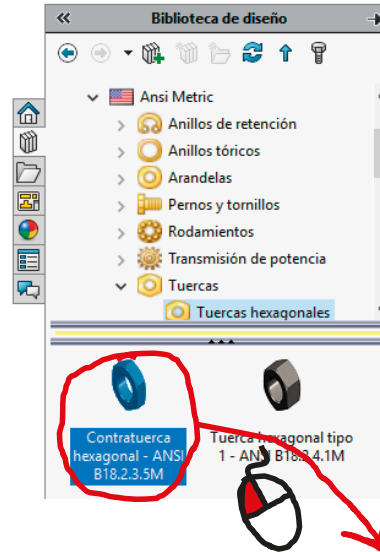 Biblioteca de diseño
Ansi Metric
Anillos de retención
Anillos tóricos
Arandelas
Pernos y tornillos
Rodamientos
Transmisión de potencia
Tuercas
Tuercas hexagonales
Contratuerca
hexagonal - ANSI
B18.2.3.5M
Tuerca hexagonal tipo
1 - ANSI B18.2.4.1M